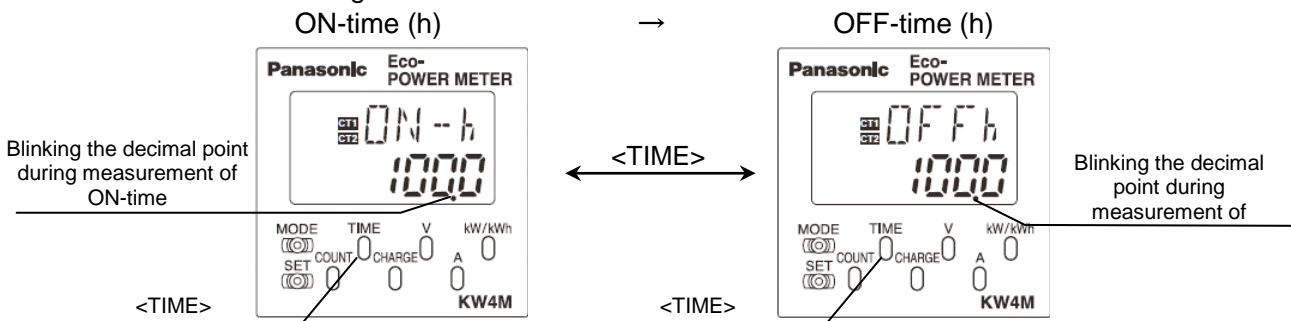 ON-time (h) → OFF-time (h)
Panasonic Eco-
POWER METER
CT1 ON-h
CT2
100.0
Blinking the decimal point
during measurement of
ON-time
MODE TIME V kW/kWh
SET COUNT CHARGE A
KW4M
<TIME>
<TIME>
Panasonic Eco-
POWER METER
CT1 OFFh
CT2
100.0
Blinking the decimal
point during
measurement of
MODE TIME V kW/kWh
SET COUNT CHARGE A
KW4M
<TIME>